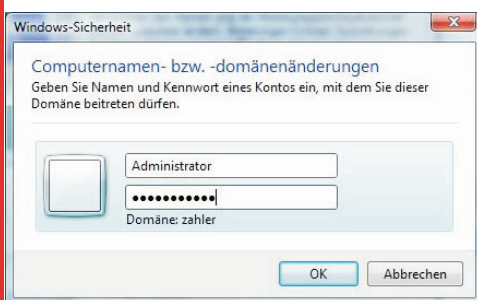 Windows-Sicherheit
Computernamen- bzw. -domänenänderungen
Geben Sie Namen und Kennwort eines Kontos ein, mit dem Sie dieser
Domäne beitreten dürfen.
Administrator
●●●●●●●●●●●
Domäne: zahler
OK Abbrechen